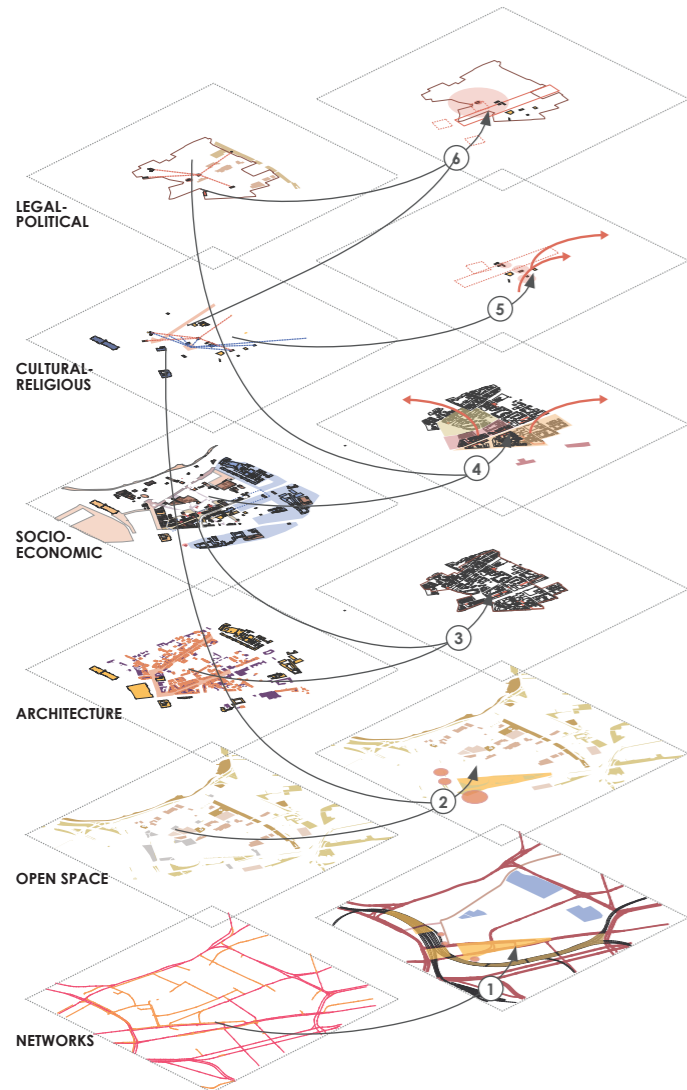 6
LEGAL-
POLITICAL
5
CULTURAL-
RELIGIOUS
4
SOCIO-
ECONOMIC
3
ARCHITECTURE
2
OPEN SPACE
1
NETWORKS